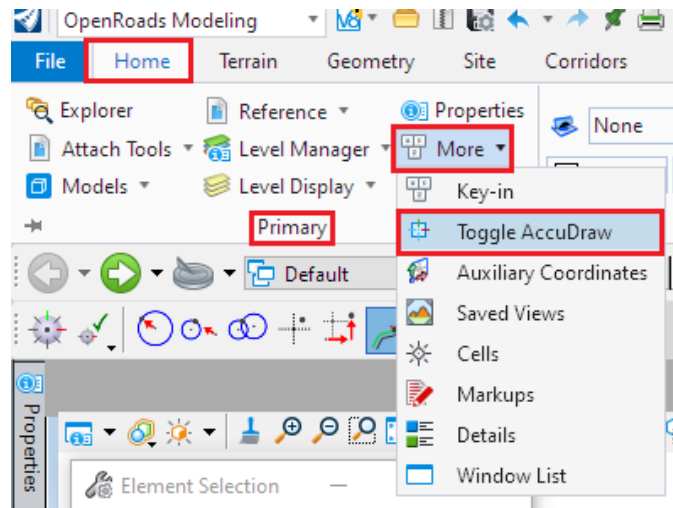 OpenRoads Modeling
File Home Terrain Geometry Site Corridors
Explorer Reference Properties
None
Attach Tools Level Manager More
Models Level Display
Key-in
Primary
Toggle AccuDraw
Default
Auxiliary Coordinates
Saved Views
Cells
Markups
Properties
Details
Element Selection
Window List